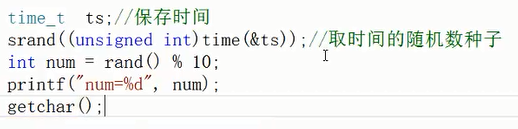 time_t  ts;//保存时间
srand((unsigned int)time(&ts));//取时间的随机数种子
int num = rand() % 10;
printf("num=%d", num);
getchar();